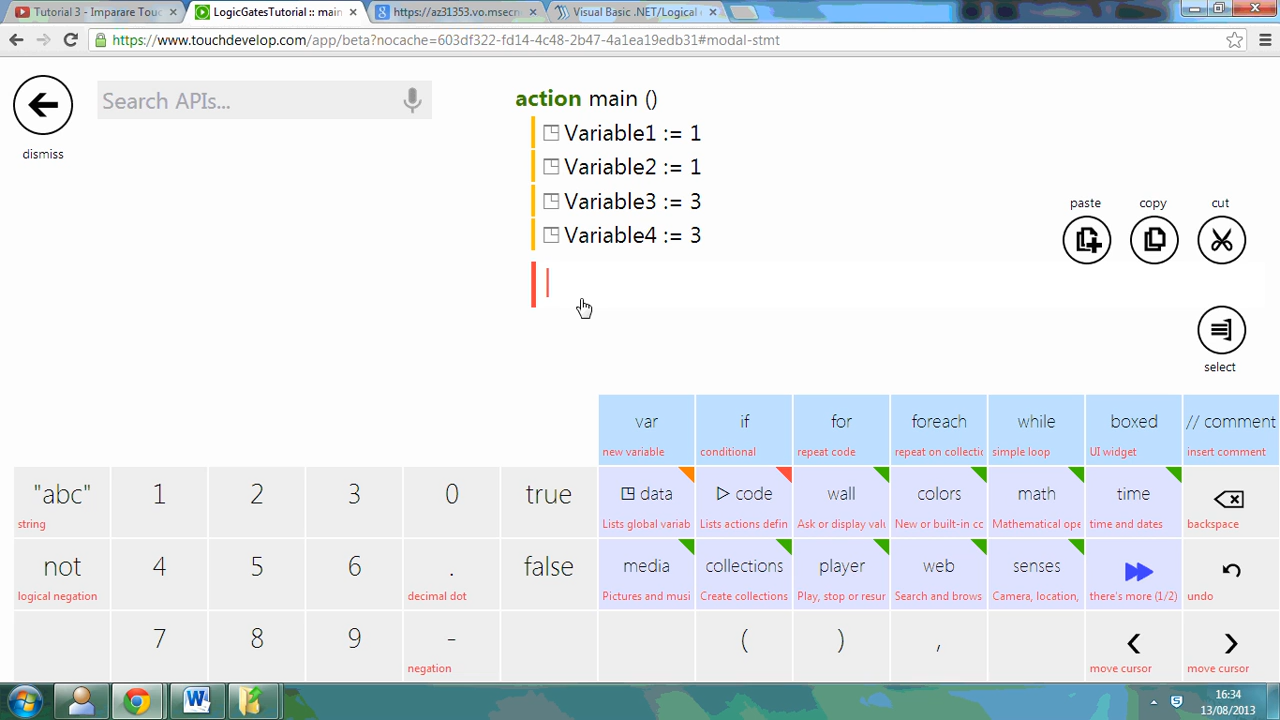 Tutorial 3 - Imparare Touc
LogicGatesTutorial :: main
https://az31353.vo.msecn
Visual Basic .NET/Logical
https://www.touchdevelop.com/app/beta?nocache=603df322-fd14-4c48-2b47-4a1ea19edb31#modal-stmt
dismiss
Search APIs...
action main ()
Variable1 := 1
Variable2 := 1
Variable3 := 3
Variable4 := 3
paste copy cut
select
var if for foreach while boxed // comment
new variable conditional repeat code repeat on collectic simple loop UI widget insert comment
"abc" 1 2 3 0 true data code wall colors math time
string Lists global variab Lists actions defin Ask or display valu New or built-in cc Mathematical ope time and dates backspace
not 4 5 6 . false media collections player web senses
logical negation decimal dot Pictures and musi Create collections Play, stop or resur Search and brows Camera, location, there's more (1/2) undo
7 8 9 - ( ) , < >
negation move cursor move cursor
16:34
13/08/2013